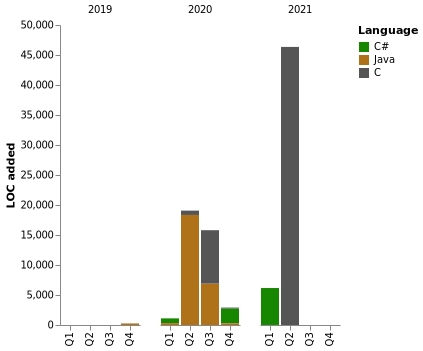 2019 2020 2021
Language
C#
Java
C
LOC added
50,000
45,000
40,000
35,000
30,000
25,000
20,000
15,000
10,000
5,000
0
Q1 Q2 Q3 Q4 Q1 Q2 Q3 Q4 Q1 Q2 Q3 Q4